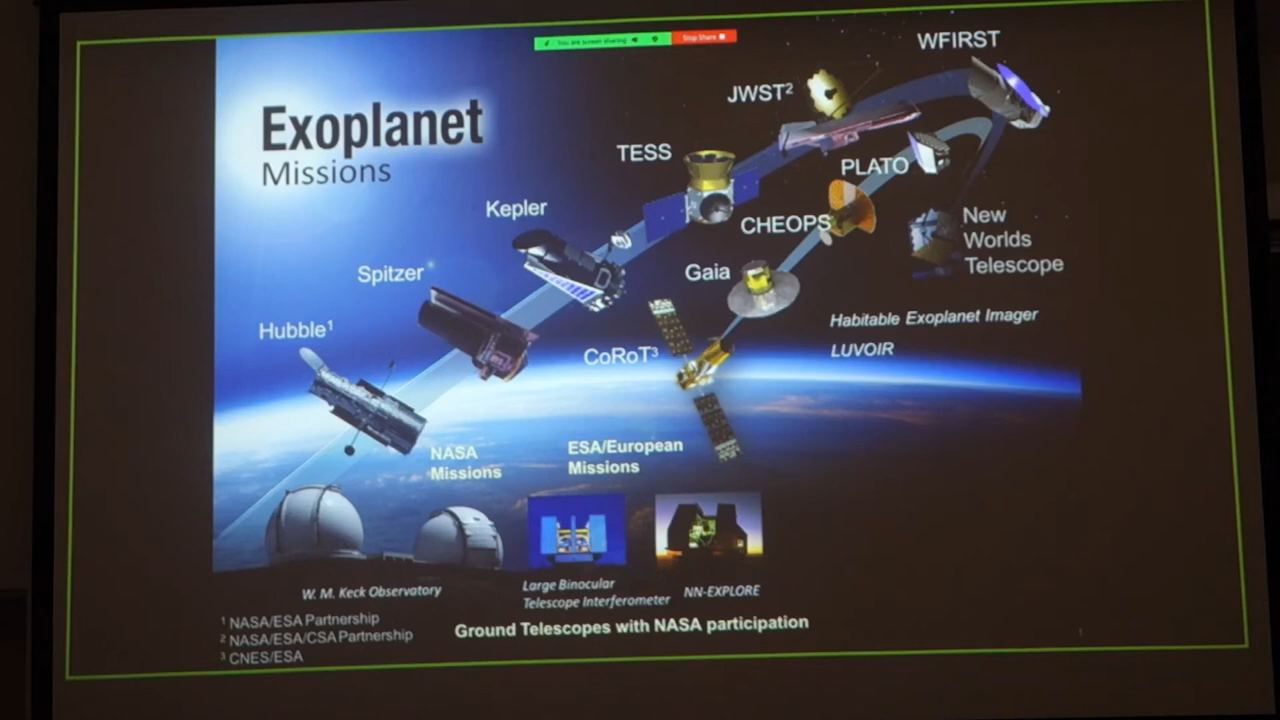 You are screen sharing
Stop Share
WFIRST
Exoplanet
Missions
JWST²
TESS
PLATO
Kepler
CHEOPS
New
Worlds
Telescope
Spitzer
Gaia
Hubble¹
Habitable Exoplanet Imager
CoRoT³
LUVOIR
NASA
Missions
ESA/European
Missions
W. M. Keck Observatory
Large Binocular
Telescope Interferometer
NN-EXPLORE
¹ NASA/ESA Partnership
² NASA/ESA/CSA Partnership
³ CNES/ESA
Ground Telescopes with NASA participation
1